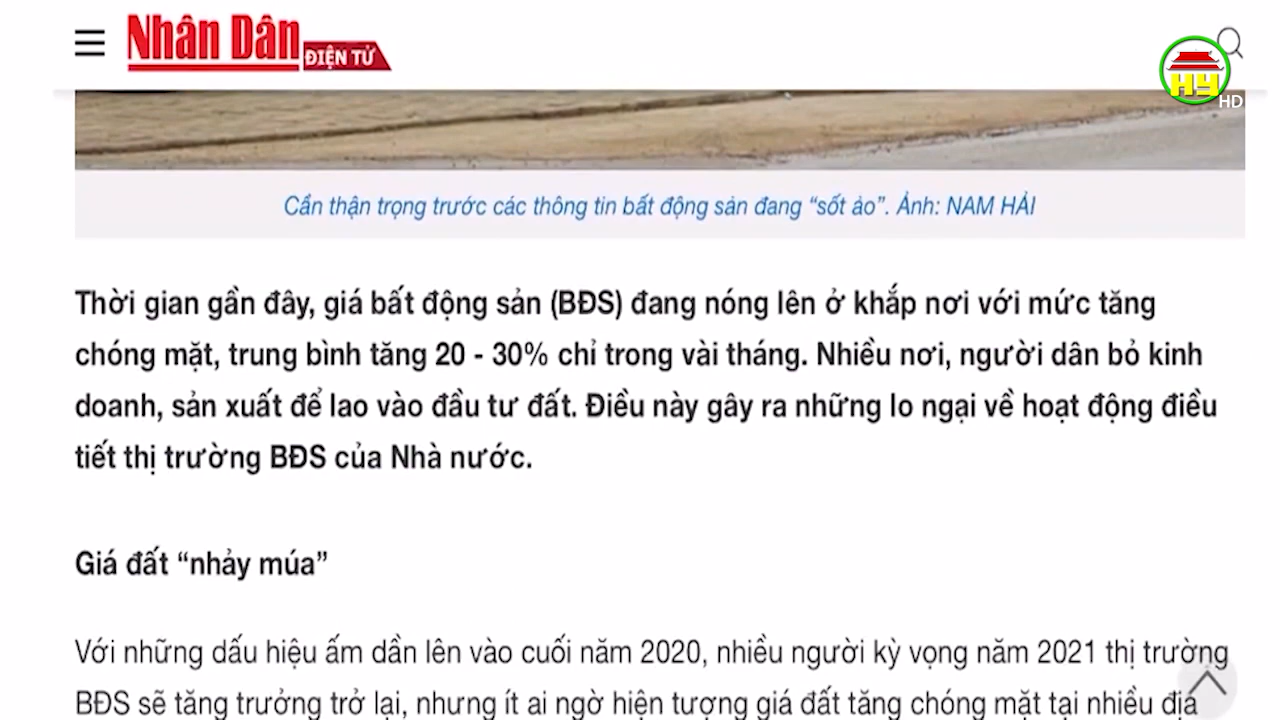 Nhân Dân
ĐIỆN TỬ
HY
HD
Cần thận trọng trước các thông tin bất động sản đang “sốt ảo”. Ảnh: NAM HẢI
Thời gian gần đây, giá bất động sản (BĐS) đang nóng lên ở khắp nơi với mức tăng
chóng mặt, trung bình tăng 20 - 30% chỉ trong vài tháng. Nhiều nơi, người dân bỏ kinh
doanh, sản xuất để lao vào đầu tư đất. Điều này gây ra những lo ngại về hoạt động điều
tiết thị trường BĐS của Nhà nước.
Giá đất “nhảy múa”
Với những dấu hiệu ấm dần lên vào cuối năm 2020, nhiều người kỳ vọng năm 2021 thị trường
BĐS sẽ tăng trưởng trở lại, nhưng ít ai ngờ hiện tượng giá đất tăng chóng mặt tại nhiều địa